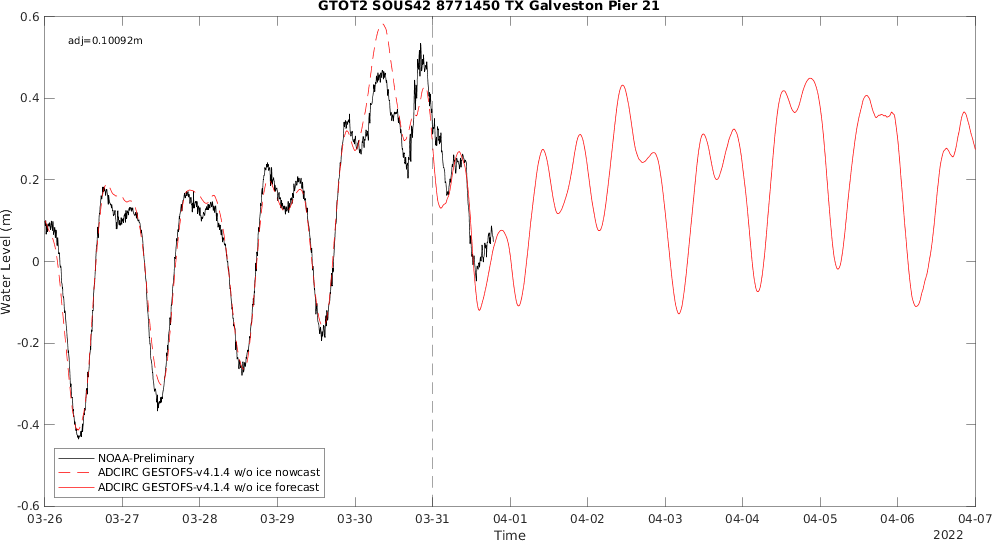 GTOT2 SOUS42 8771450 TX Galveston Pier 21
adj=0.10092m
0.6
0.4
0.2
0
-0.2
-0.4
-0.6
Water Level (m)
NOAA-Preliminary
ADCIRC GESTOFS-v4.1.4 w/o ice nowcast
ADCIRC GESTOFS-v4.1.4 w/o ice forecast
03-26 03-27 03-28 03-29 03-30 03-31 04-01 04-02 04-03 04-04 04-05 04-06 04-07
Time
2022